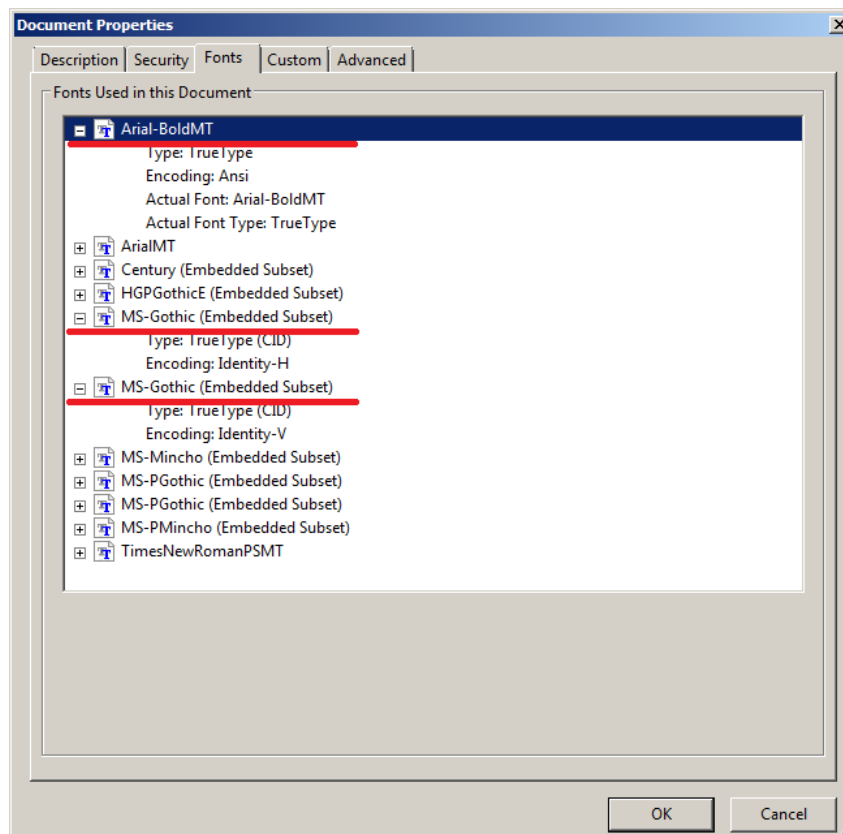 Document Properties
Description Security Fonts Custom Advanced
Fonts Used in this Document
Arial-BoldMT
Type: TrueType
Encoding: Ansi
Actual Font: Arial-BoldMT
Actual Font Type: TrueType
ArialMT
Century (Embedded Subset)
HGPGothicE (Embedded Subset)
MS-Gothic (Embedded Subset)
Type: TrueType (CID)
Encoding: Identity-H
MS-Gothic (Embedded Subset)
Type: TrueType (CID)
Encoding: Identity-V
MS-Mincho (Embedded Subset)
MS-PGothic (Embedded Subset)
MS-PGothic (Embedded Subset)
MS-PMincho (Embedded Subset)
TimesNewRomanPSMT
OK Cancel